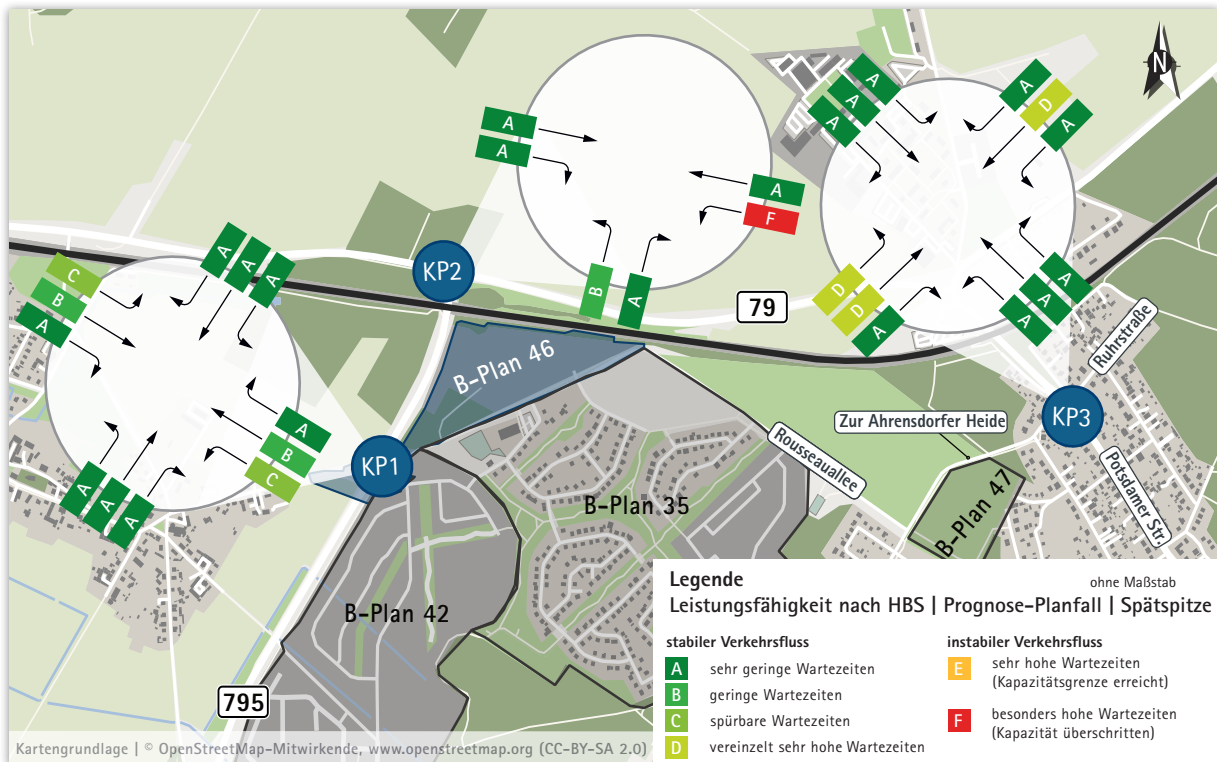 N
A
A
A
A
A
A
F
B
A
A
D
A
D
D
A
A
A
A
C
B
A
A
A
A
A
B
C
A
A
A
KP2
KP1
KP3
79
795
B-Plan 46
B-Plan 35
B-Plan 42
B-Plan 47
Rousseauallee
Zur Ahrensdorfer Heide
Ruhrstraße
Potsdamer Str.
Legende
ohne Maßstab
Leistungsfähigkeit nach HBS | Prognose-Planfall | Spätspitze
stabiler Verkehrsfluss
A sehr geringe Wartezeiten
B geringe Wartezeiten
C spürbare Wartezeiten
D vereinzelt sehr hohe Wartezeiten
instabiler Verkehrsfluss
E sehr hohe Wartezeiten
(Kapazitätsgrenze erreicht)
F besonders hohe Wartezeiten
(Kapazität überschritten)
Kartengrundlage | © OpenStreetMap-Mitwirkende, www.openstreetmap.org (CC-BY-SA 2.0)